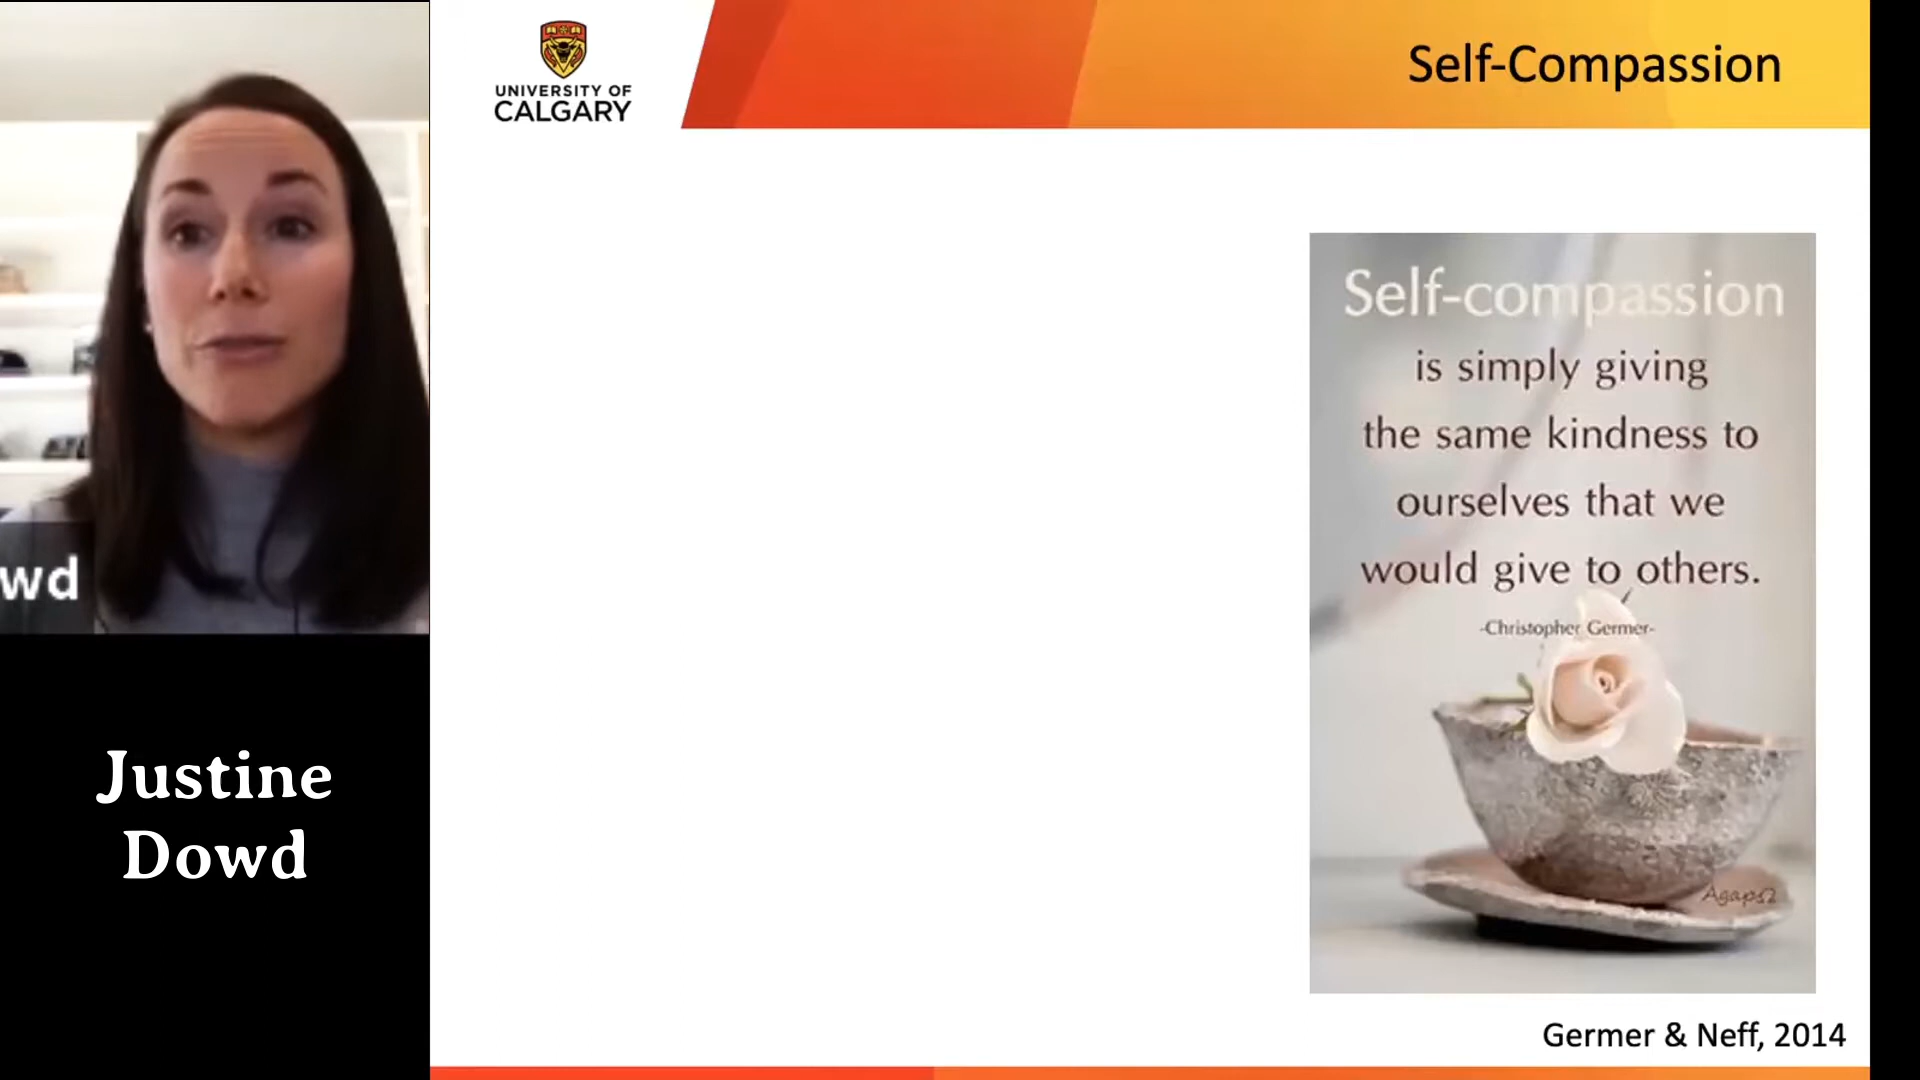 UNIVERSITY OF
CALGARY
Self-Compassion
Self-compassion
is simply giving
the same kindness to
ourselves that we
would give to others.
-Christopher Germer-
Germer & Neff, 2014
wd
Justine
Dowd